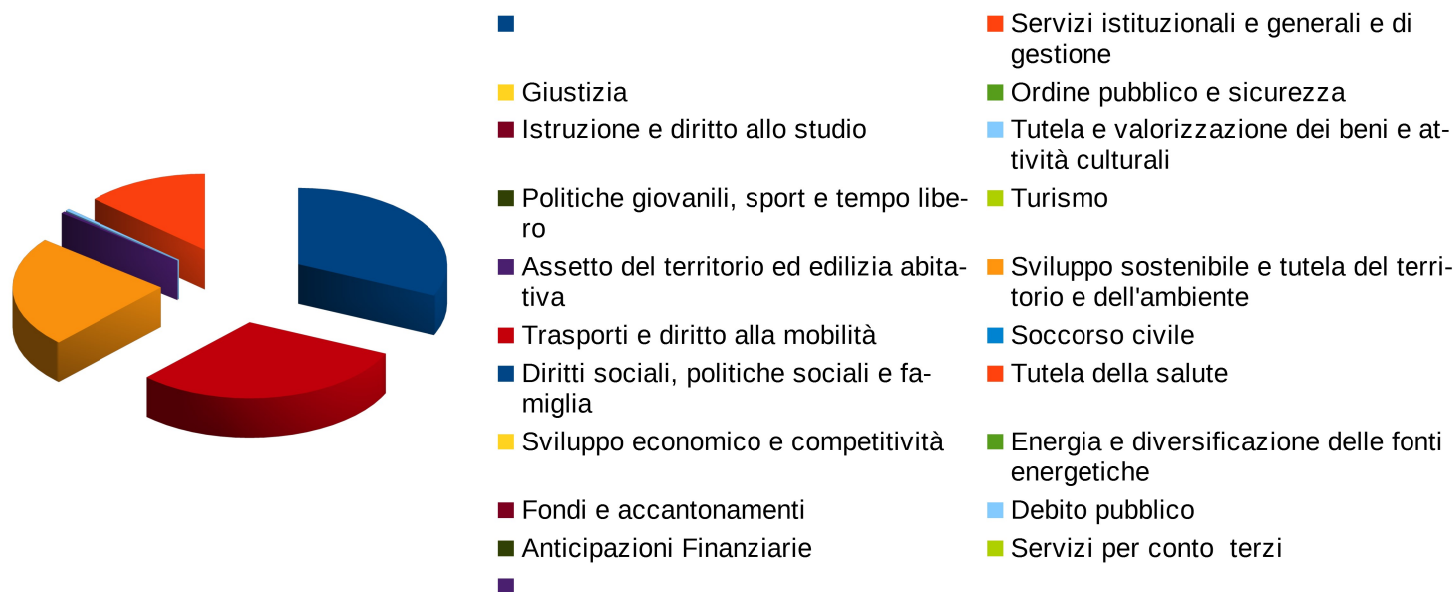 Servizi istituzionali e generali e di
gestione
Giustizia
Ordine pubblico e sicurezza
Istruzione e diritto allo studio
Tutela e valorizzazione dei beni e at-
tività culturali
Politiche giovanili, sport e tempo libe-
ro
Turismo
Assetto del territorio ed edilizia abita-
tiva
Sviluppo sostenibile e tutela del terri-
torio e dell'ambiente
Trasporti e diritto alla mobilità
Soccorso civile
Diritti sociali, politiche sociali e fa-
miglia
Tutela della salute
Sviluppo economico e competitività
Energia e diversificazione delle fonti
energetiche
Fondi e accantonamenti
Debito pubblico
Anticipazioni Finanziarie
Servizi per conto  terzi